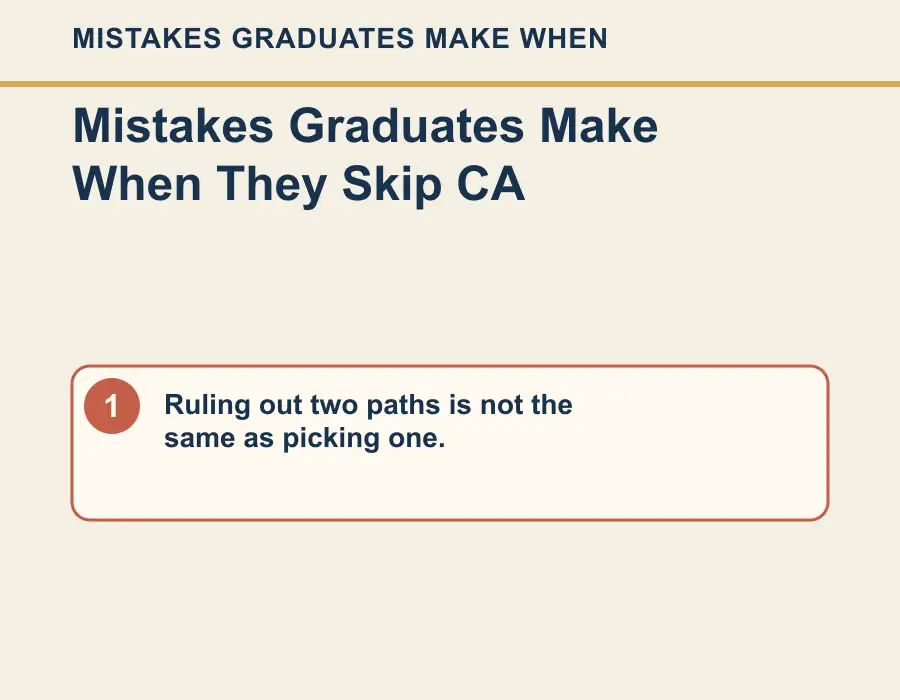 MISTAKES GRADUATES MAKE WHEN
Mistakes Graduates Make
When They Skip CA
1
Ruling out two paths is not the
same as picking one.